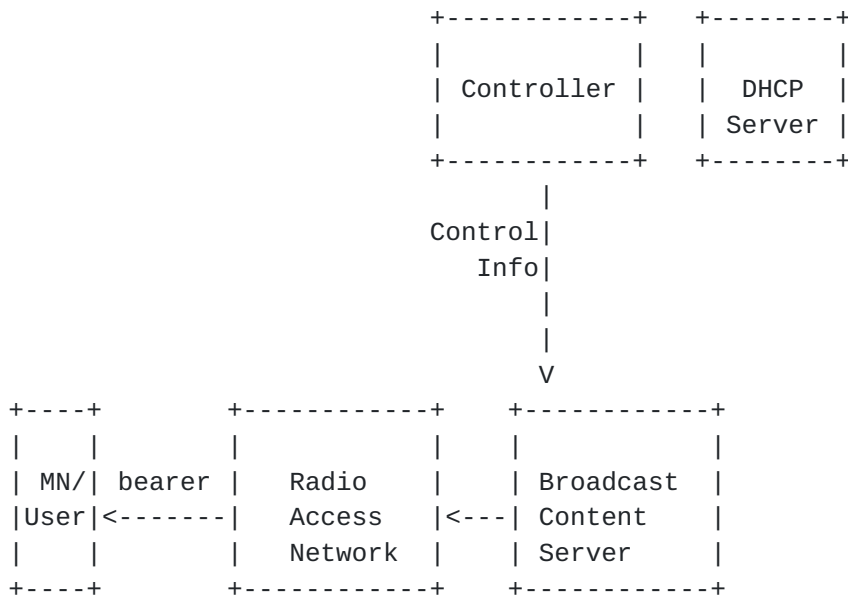 Controller DHCP
Server
Control
Info
MN/ bearer Radio Broadcast
User Access Content
Network Server